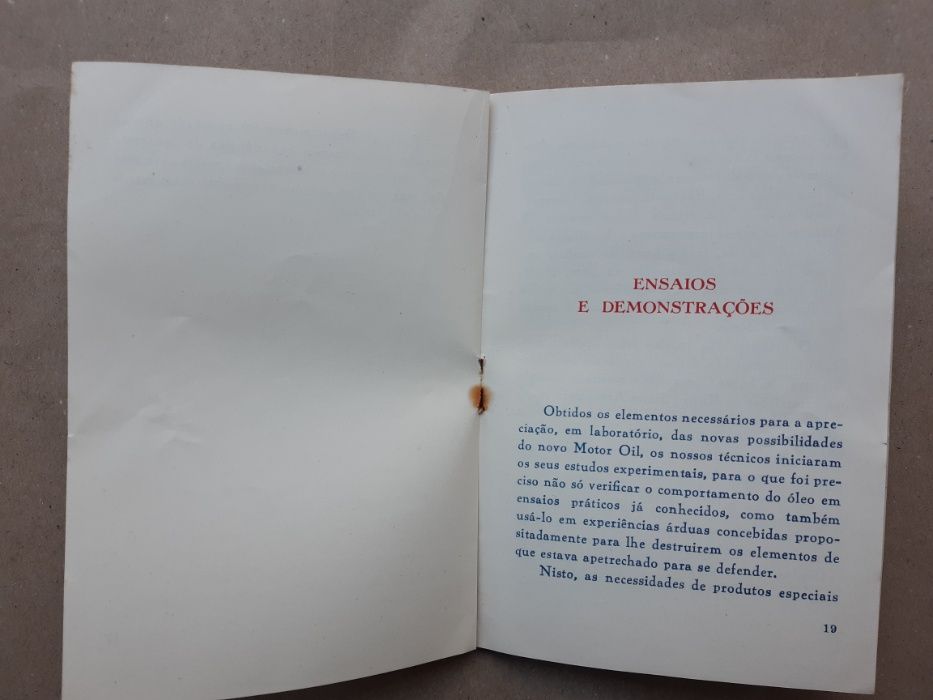 ENSAIOS
E DEMONSTRAÇÕES
Obtidos os elementos necessários para a apre-
ciação, em laboratório, das novas possibilidades
do novo Motor Oil, os nossos técnicos iniciaram
os seus estudos experimentais, para o que foi pre-
ciso não só verificar o comportamento do óleo em
ensaios práticos já conhecidos, como também
usá-lo em experiências árduas concebidas propo-
sitadamente para lhe destruirem os elementos de
que estava apetrechado para se defender.
Nisto, as necessidades de produtos especiais
19